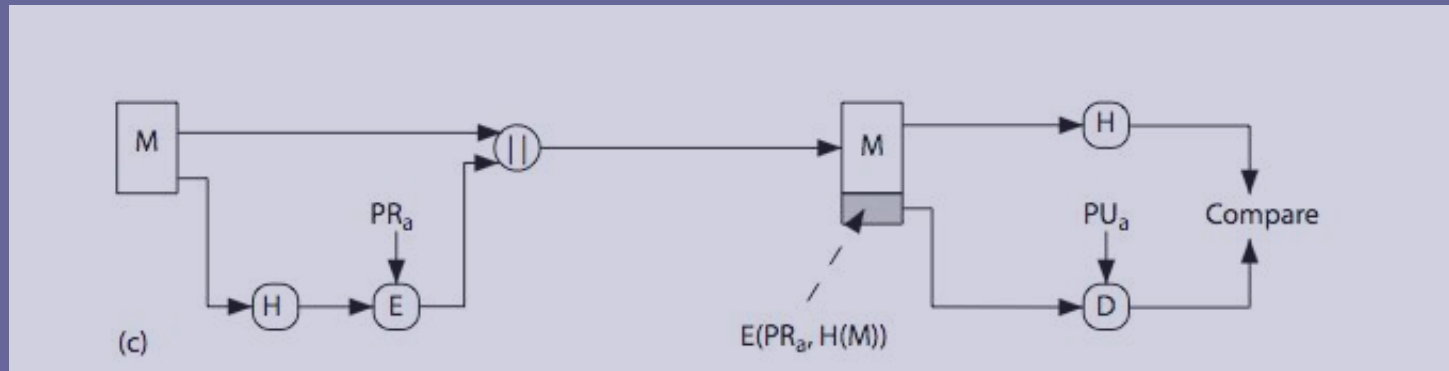 M
||
M
H
PRₐ
PUₐ
Compare
H
E
D
E(PRₐ, H(M))
(c)